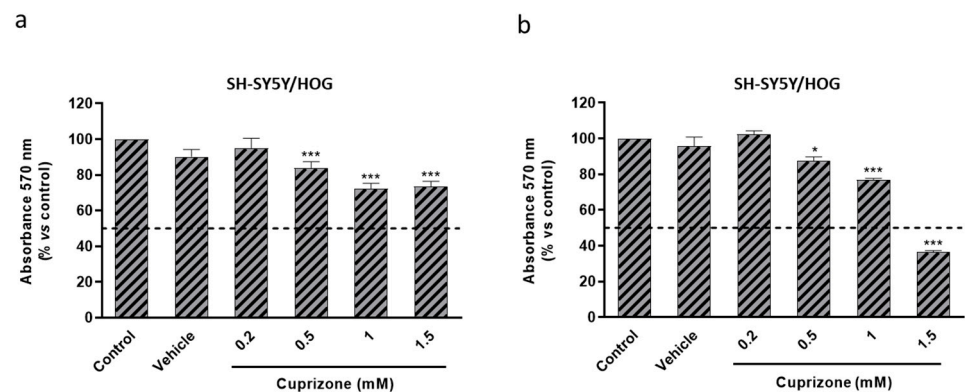 a
SH-SY5Y/HOG
Absorbance 570 nm
(% vs control)
120
100
80
60
40
20
0
***
***
***
Control
Vehicle
0.2
0.5
1
1.5
Cuprizone (mM)
b
SH-SY5Y/HOG
Absorbance 570 nm
(% vs control)
120
100
80
60
40
20
0
*
***
***
Control
Vehicle
0.2
0.5
1
1.5
Cuprizone (mM)